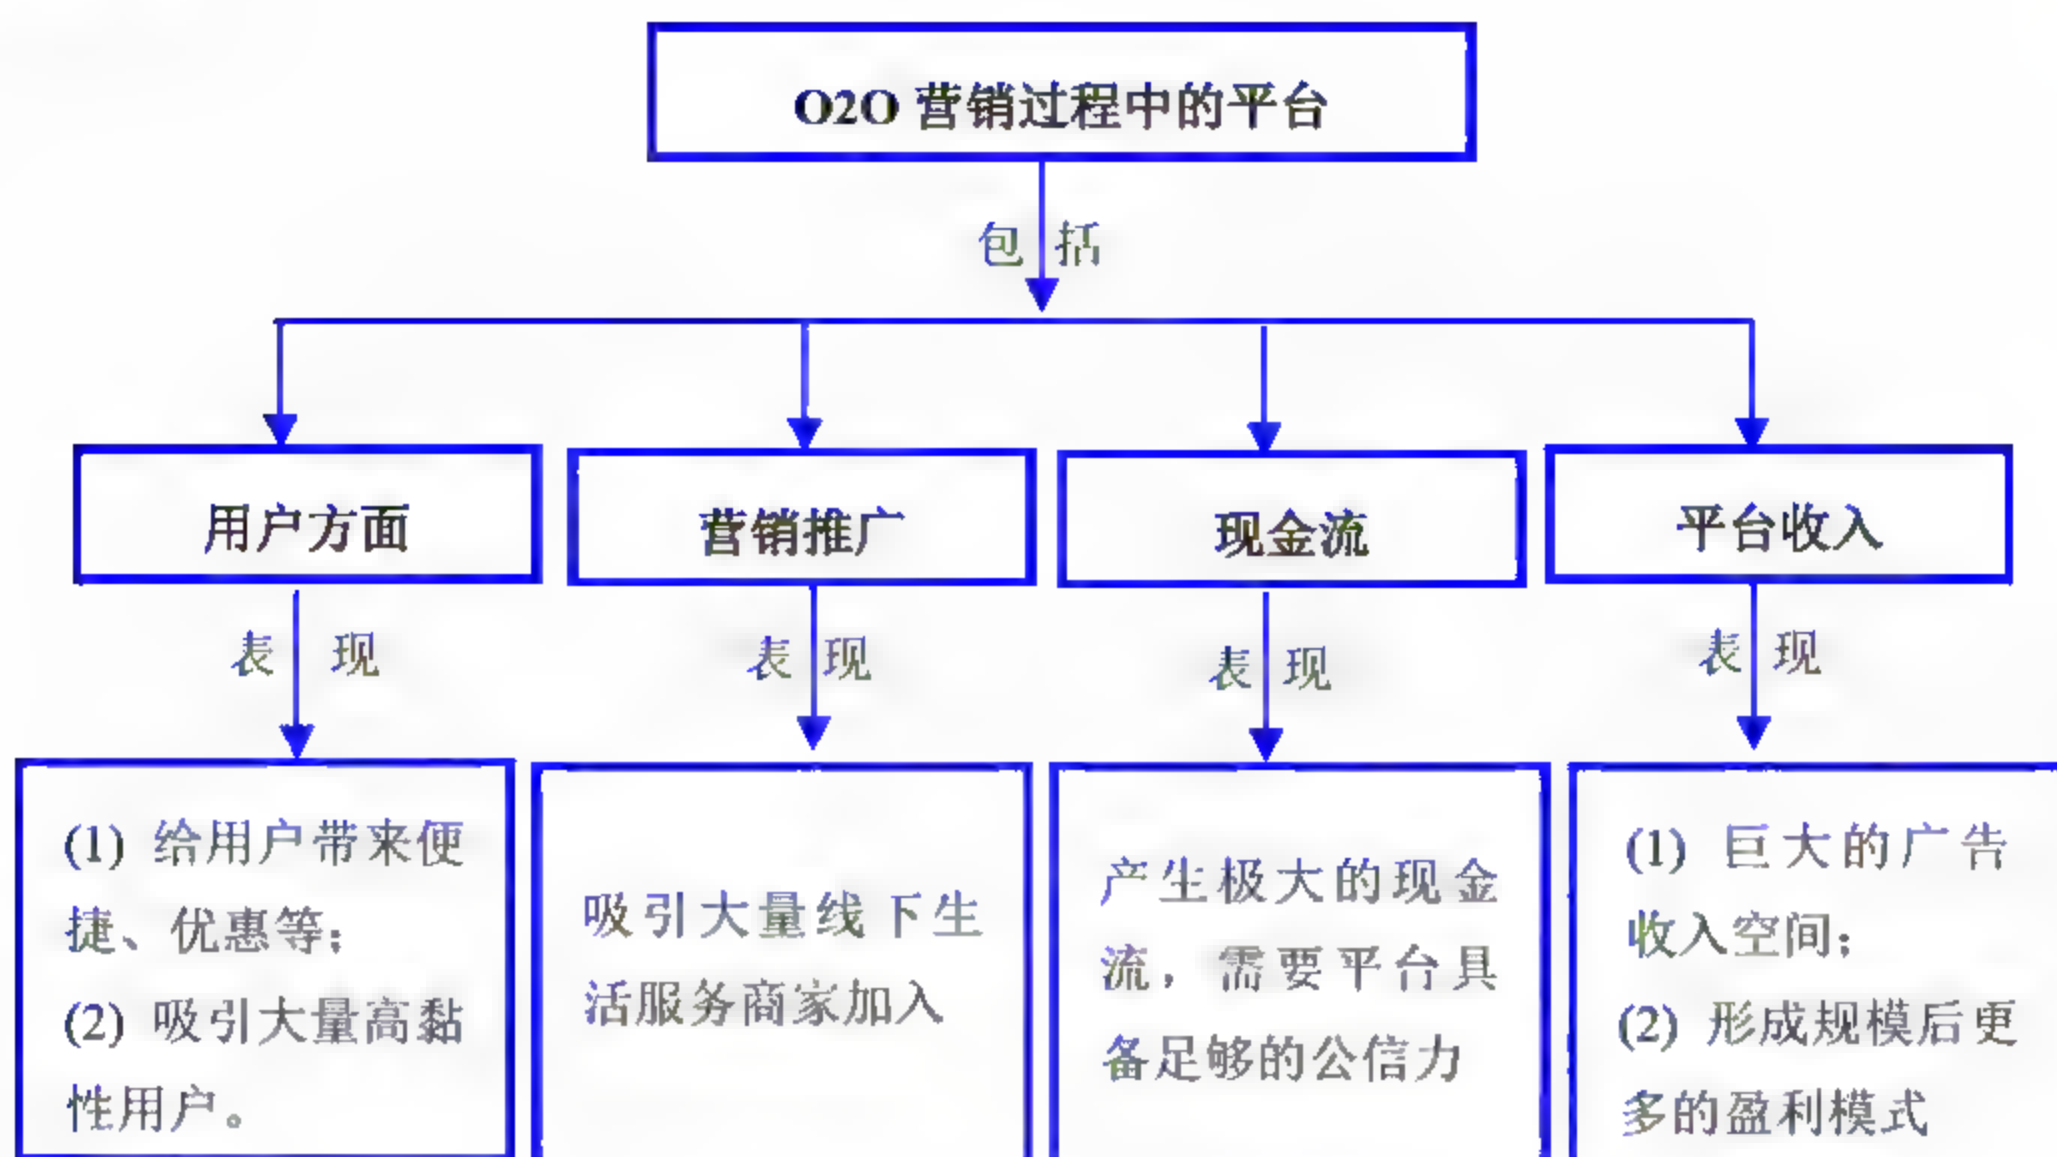 O2O 营销过程中的平台
包 括
用户方面
营销推广
现金流
平台收入
表 现
表 现
表 现
表 现
(1) 给用户带来便
捷、优惠等；
(2) 吸引大量高黏
性用户。
吸引大量线下生
活服务商家加入
产生极大的现金
流，需要平台具
备足够的公信力
(1) 巨大的广告
收入空间；
(2) 形成规模后更
多的盈利模式